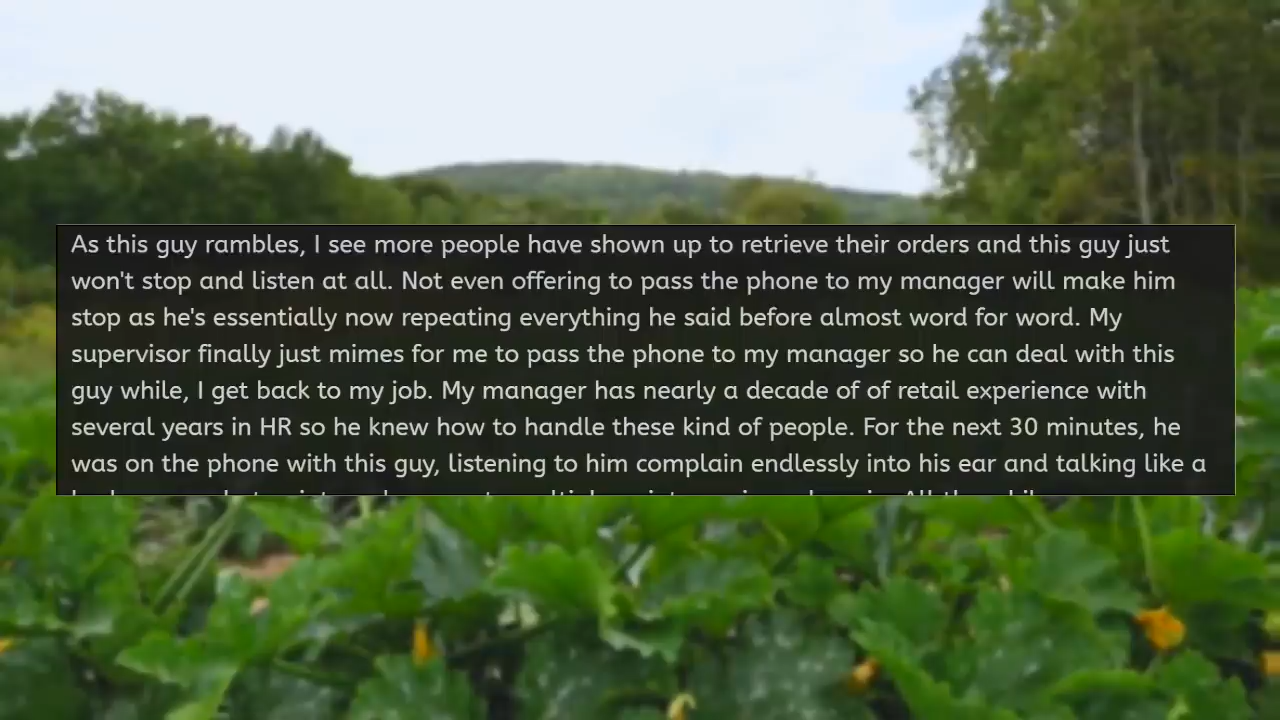 As this guy rambles, I see more people have shown up to retrieve their orders and this guy just
won't stop and listen at all. Not even offering to pass the phone to my manager will make him
stop as he's essentially now repeating everything he said before almost word for word. My
supervisor finally just mimes for me to pass the phone to my manager so he can deal with this
guy while, I get back to my job. My manager has nearly a decade of of retail experience with
several years in HR so he knew how to handle these kind of people. For the next 30 minutes, he
was on the phone with this guy, listening to him complain endlessly into his ear and talking like a